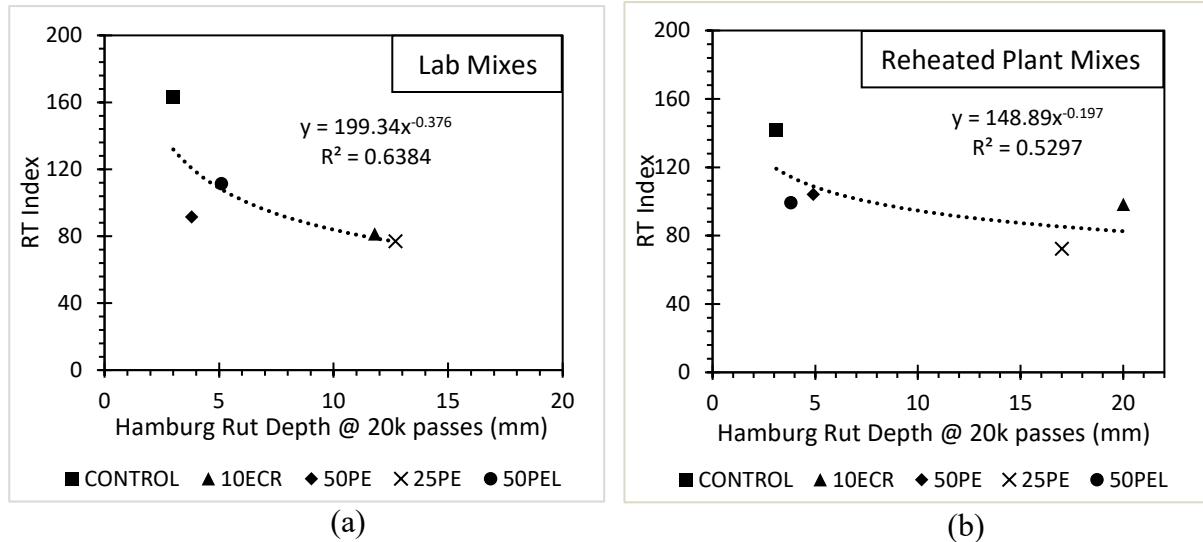 200
160
120
80
40
0
RT Index
Lab Mixes
y = 199.34x^-0.376
R² = 0.6384
0 5 10 15 20
Hamburg Rut Depth @ 20k passes (mm)
CONTROL 10ECR 50PE 25PE 50PEL
(a)
200
160
120
80
40
0
RT Index
Reheated Plant Mixes
y = 148.89x^-0.197
R² = 0.5297
0 5 10 15 20
Hamburg Rut Depth @ 20k passes (mm)
CONTROL 10ECR 50PE 25PE 50PEL
(b)